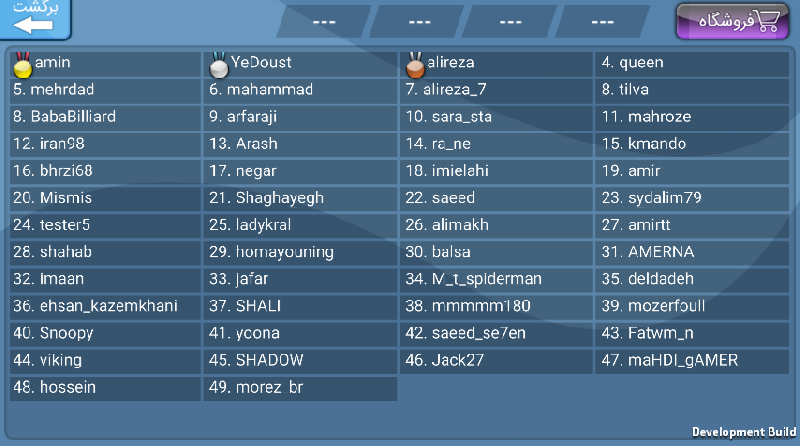 برگشت
--- --- --- ---
فروشگاه
amin YeDoust alireza 4. queen
5. mehrdad 6. mahammad 7. alireza_7 8. tilva
8. BabaBilliard 9. arfaraji 10. sara_sta 11. mahroze
12. iran98 13. Arash 14. ra_ne 15. kmando
16. bhrzi68 17. negar 18. imielahi 19. amir
20. Mismis 21. Shaghayegh 22. saeed 23. sydalim79
24. tester5 25. ladykral 26. alimakh 27. amirtt
28. shahab 29. homayouning 30. balsa 31. AMERNA
32. Imaan 33. jafar 34. M_t_spiderman 35. deldadeh
36. ehsan_kazemkhani 37. SHALI 38. mmmmm180 39. mozerfoull
40. Snoopy 41. yoona 42. saeed_se7en 43. Fatwm_n
44. viking 45. SHADOW 46. Jack27 47. maHDI_gAMER
48. hossein 49. morez_br
Development Build